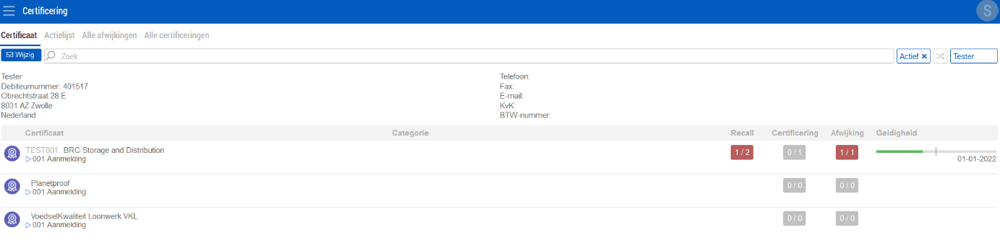 Certificering
S
Certificaat Actielijst Alle afwijkingen Alle certificeringen
Wijzig Zoek Actief ✕ Tester
Tester
Debiteurnummer: 401517
Obrechtstraat 28 E
8031 AZ Zwolle
Nederland
Telefoon:
Fax:
E-mail:
KvK:
BTW-nummer:
Certificaat Categorie Recall Certificering Afwijking Geldigheid
TEST001 BRC Storage and Distribution 1 / 2 0 / 1 1 / 1
001 Aanmelding 01-01-2022
Planetproof 0 / 0 0 / 0
001 Aanmelding
VoedselKwaliteit Loonwerk VKL 0 / 0 0 / 0
001 Aanmelding